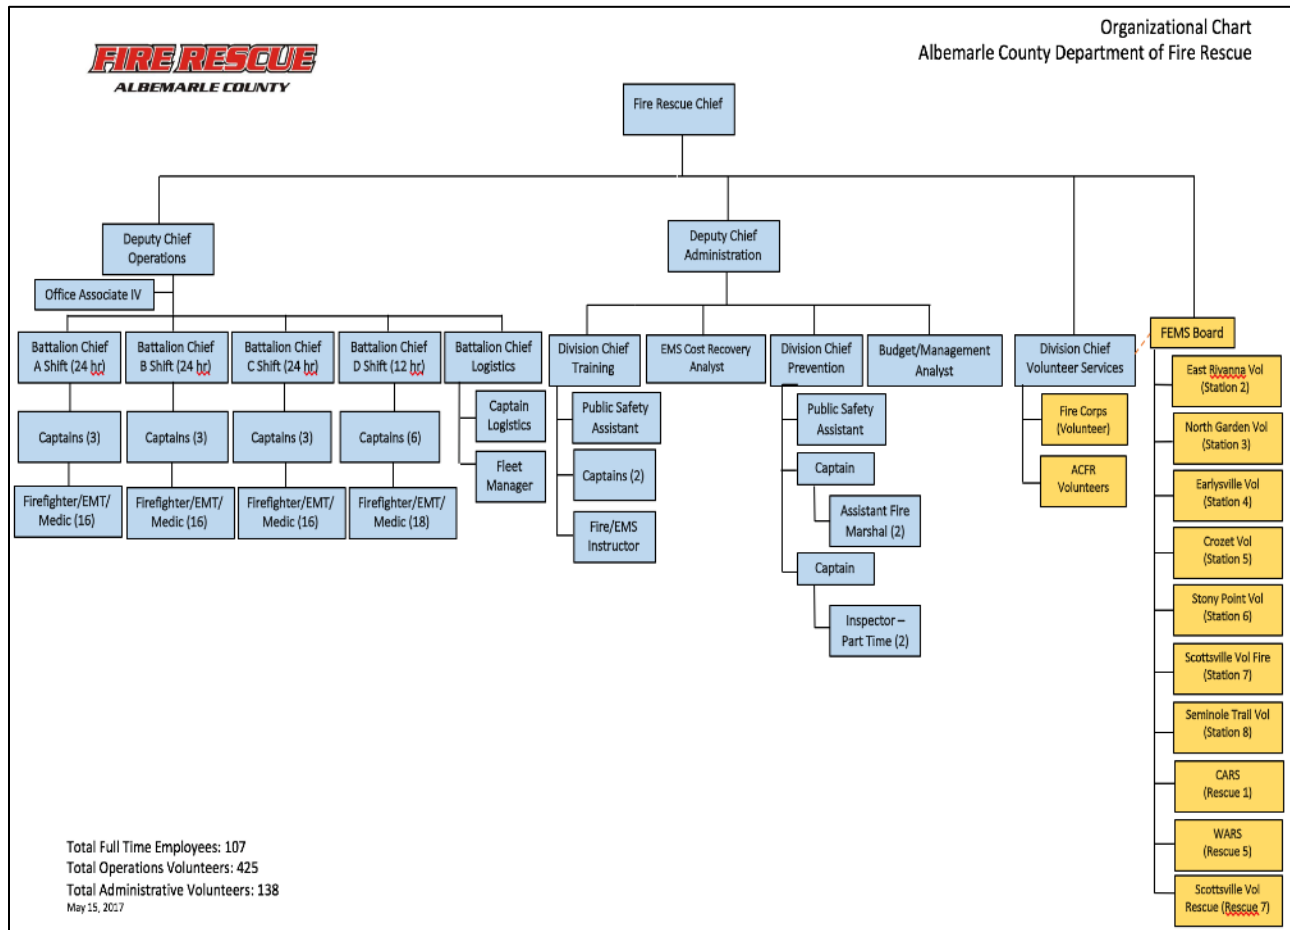 Organizational Chart
Albemarle County Department of Fire Rescue
FIRE RESCUE
ALBEMARLE COUNTY
Fire Rescue Chief
Deputy Chief
Operations
Deputy Chief
Administration
Office Associate IV
Battalion Chief
A Shift (24 hr)
Battalion Chief
B Shift (24 hr)
Battalion Chief
C Shift (24 hr)
Battalion Chief
D Shift (12 hr)
Battalion Chief
Logistics
Division Chief
Training
EMS Cost Recovery
Analyst
Division Chief
Prevention
Budget/Management
Analyst
Division Chief
Volunteer Services
FEMS Board
Captains (3)
Captains (3)
Captains (3)
Captains (6)
Firefighter/EMT/
Medic (16)
Firefighter/EMT/
Medic (16)
Firefighter/EMT/
Medic (16)
Firefighter/EMT/
Medic (18)
Captain
Logistics
Fleet
Manager
Public Safety
Assistant
Captains (2)
Fire/EMS
Instructor
Public Safety
Assistant
Captain
Assistant Fire
Marshal (2)
Captain
Inspector –
Part Time (2)
Fire Corps
(Volunteer)
ACFR
Volunteers
East Rivanna Vol
(Station 2)
North Garden Vol
(Station 3)
Earlysville Vol
(Station 4)
Crozet Vol
(Station 5)
Stony Point Vol
(Station 6)
Scottsville Vol Fire
(Station 7)
Seminole Trail Vol
(Station 8)
CARS
(Rescue 1)
WARS
(Rescue 5)
Scottsville Vol
Rescue (Rescue 7)
Total Full Time Employees: 107
Total Operations Volunteers: 425
Total Administrative Volunteers: 138
May 15, 2017